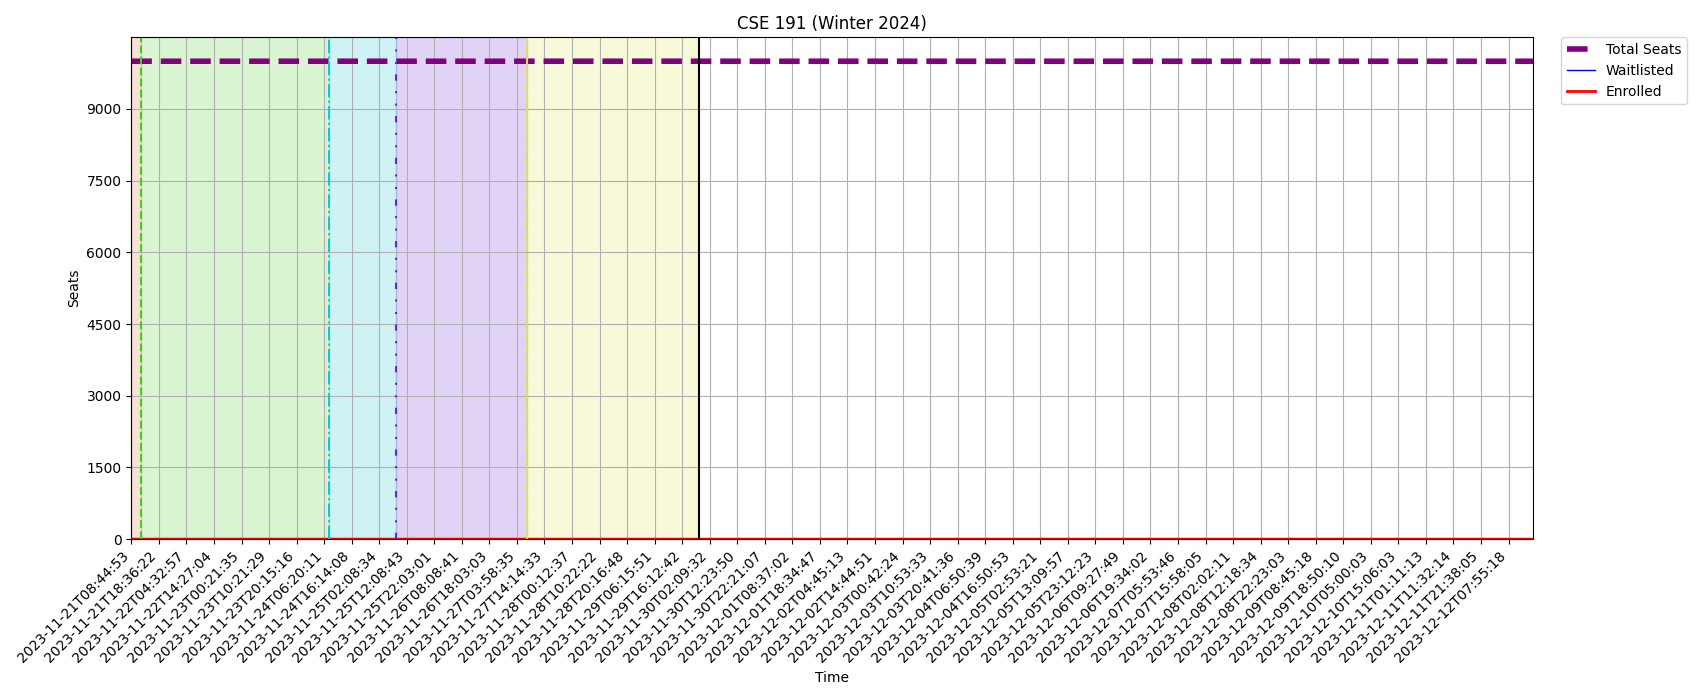 CSE 191 (Winter 2024)
Total Seats
Waitlisted
Enrolled
Seats
9000
7500
6000
4500
3000
1500
0
2023-11-21T08:44:53
2023-11-21T18:36:22
2023-11-22T04:32:57
2023-11-22T14:27:04
2023-11-23T00:21:35
2023-11-23T10:21:29
2023-11-23T20:15:16
2023-11-24T06:20:11
2023-11-24T16:14:08
2023-11-25T02:08:34
2023-11-25T12:08:43
2023-11-25T22:03:01
2023-11-26T08:08:41
2023-11-26T18:03:03
2023-11-27T03:58:35
2023-11-27T14:14:33
2023-11-28T00:12:37
2023-11-28T10:22:22
2023-11-28T20:16:48
2023-11-29T06:15:51
2023-11-29T16:12:42
2023-11-30T02:09:32
2023-11-30T12:23:50
2023-11-30T22:21:07
2023-12-01T08:37:02
2023-12-01T18:34:47
2023-12-02T04:45:13
2023-12-02T14:44:51
2023-12-03T00:42:24
2023-12-03T10:53:33
2023-12-03T20:41:36
2023-12-04T06:50:39
2023-12-04T16:50:53
2023-12-05T02:53:21
2023-12-05T13:09:57
2023-12-05T23:12:23
2023-12-06T09:27:49
2023-12-06T19:34:02
2023-12-07T05:53:46
2023-12-07T15:58:05
2023-12-08T02:02:11
2023-12-08T12:18:34
2023-12-08T22:23:03
2023-12-09T08:45:18
2023-12-09T18:50:10
2023-12-10T05:00:03
2023-12-10T15:06:03
2023-12-11T01:11:13
2023-12-11T11:32:14
2023-12-11T21:38:05
2023-12-12T07:55:18
Time